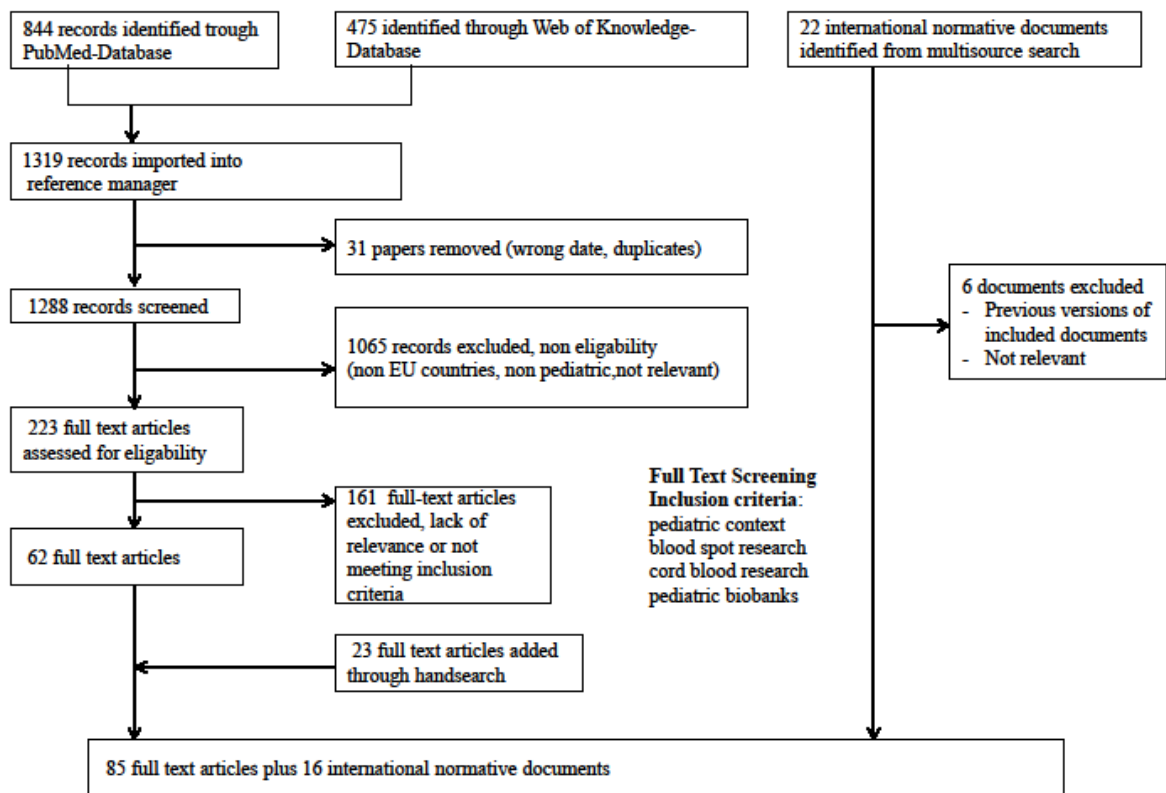 844 records identified trough
PubMed-Database
475 identified through Web of Knowledge-
Database
22 international normative documents
identified from multisource search
1319 records imported into
reference manager
31 papers removed (wrong date, duplicates)
1288 records screened
6 documents excluded
- Previous versions of
included documents
- Not relevant
1065 records excluded, non eligibility
(non EU countries, non pediatric,not relevant)
223 full text articles
assessed for eligability
161 full-text articles
excluded, lack of
relevance or not
meeting inclusion
criteria
Full Text Screening
Inclusion criteria:
pediatric context
blood spot research
cord blood research
pediatric biobanks
62 full text articles
23 full text articles added
through handsearch
85 full text articles plus 16 international normative documents